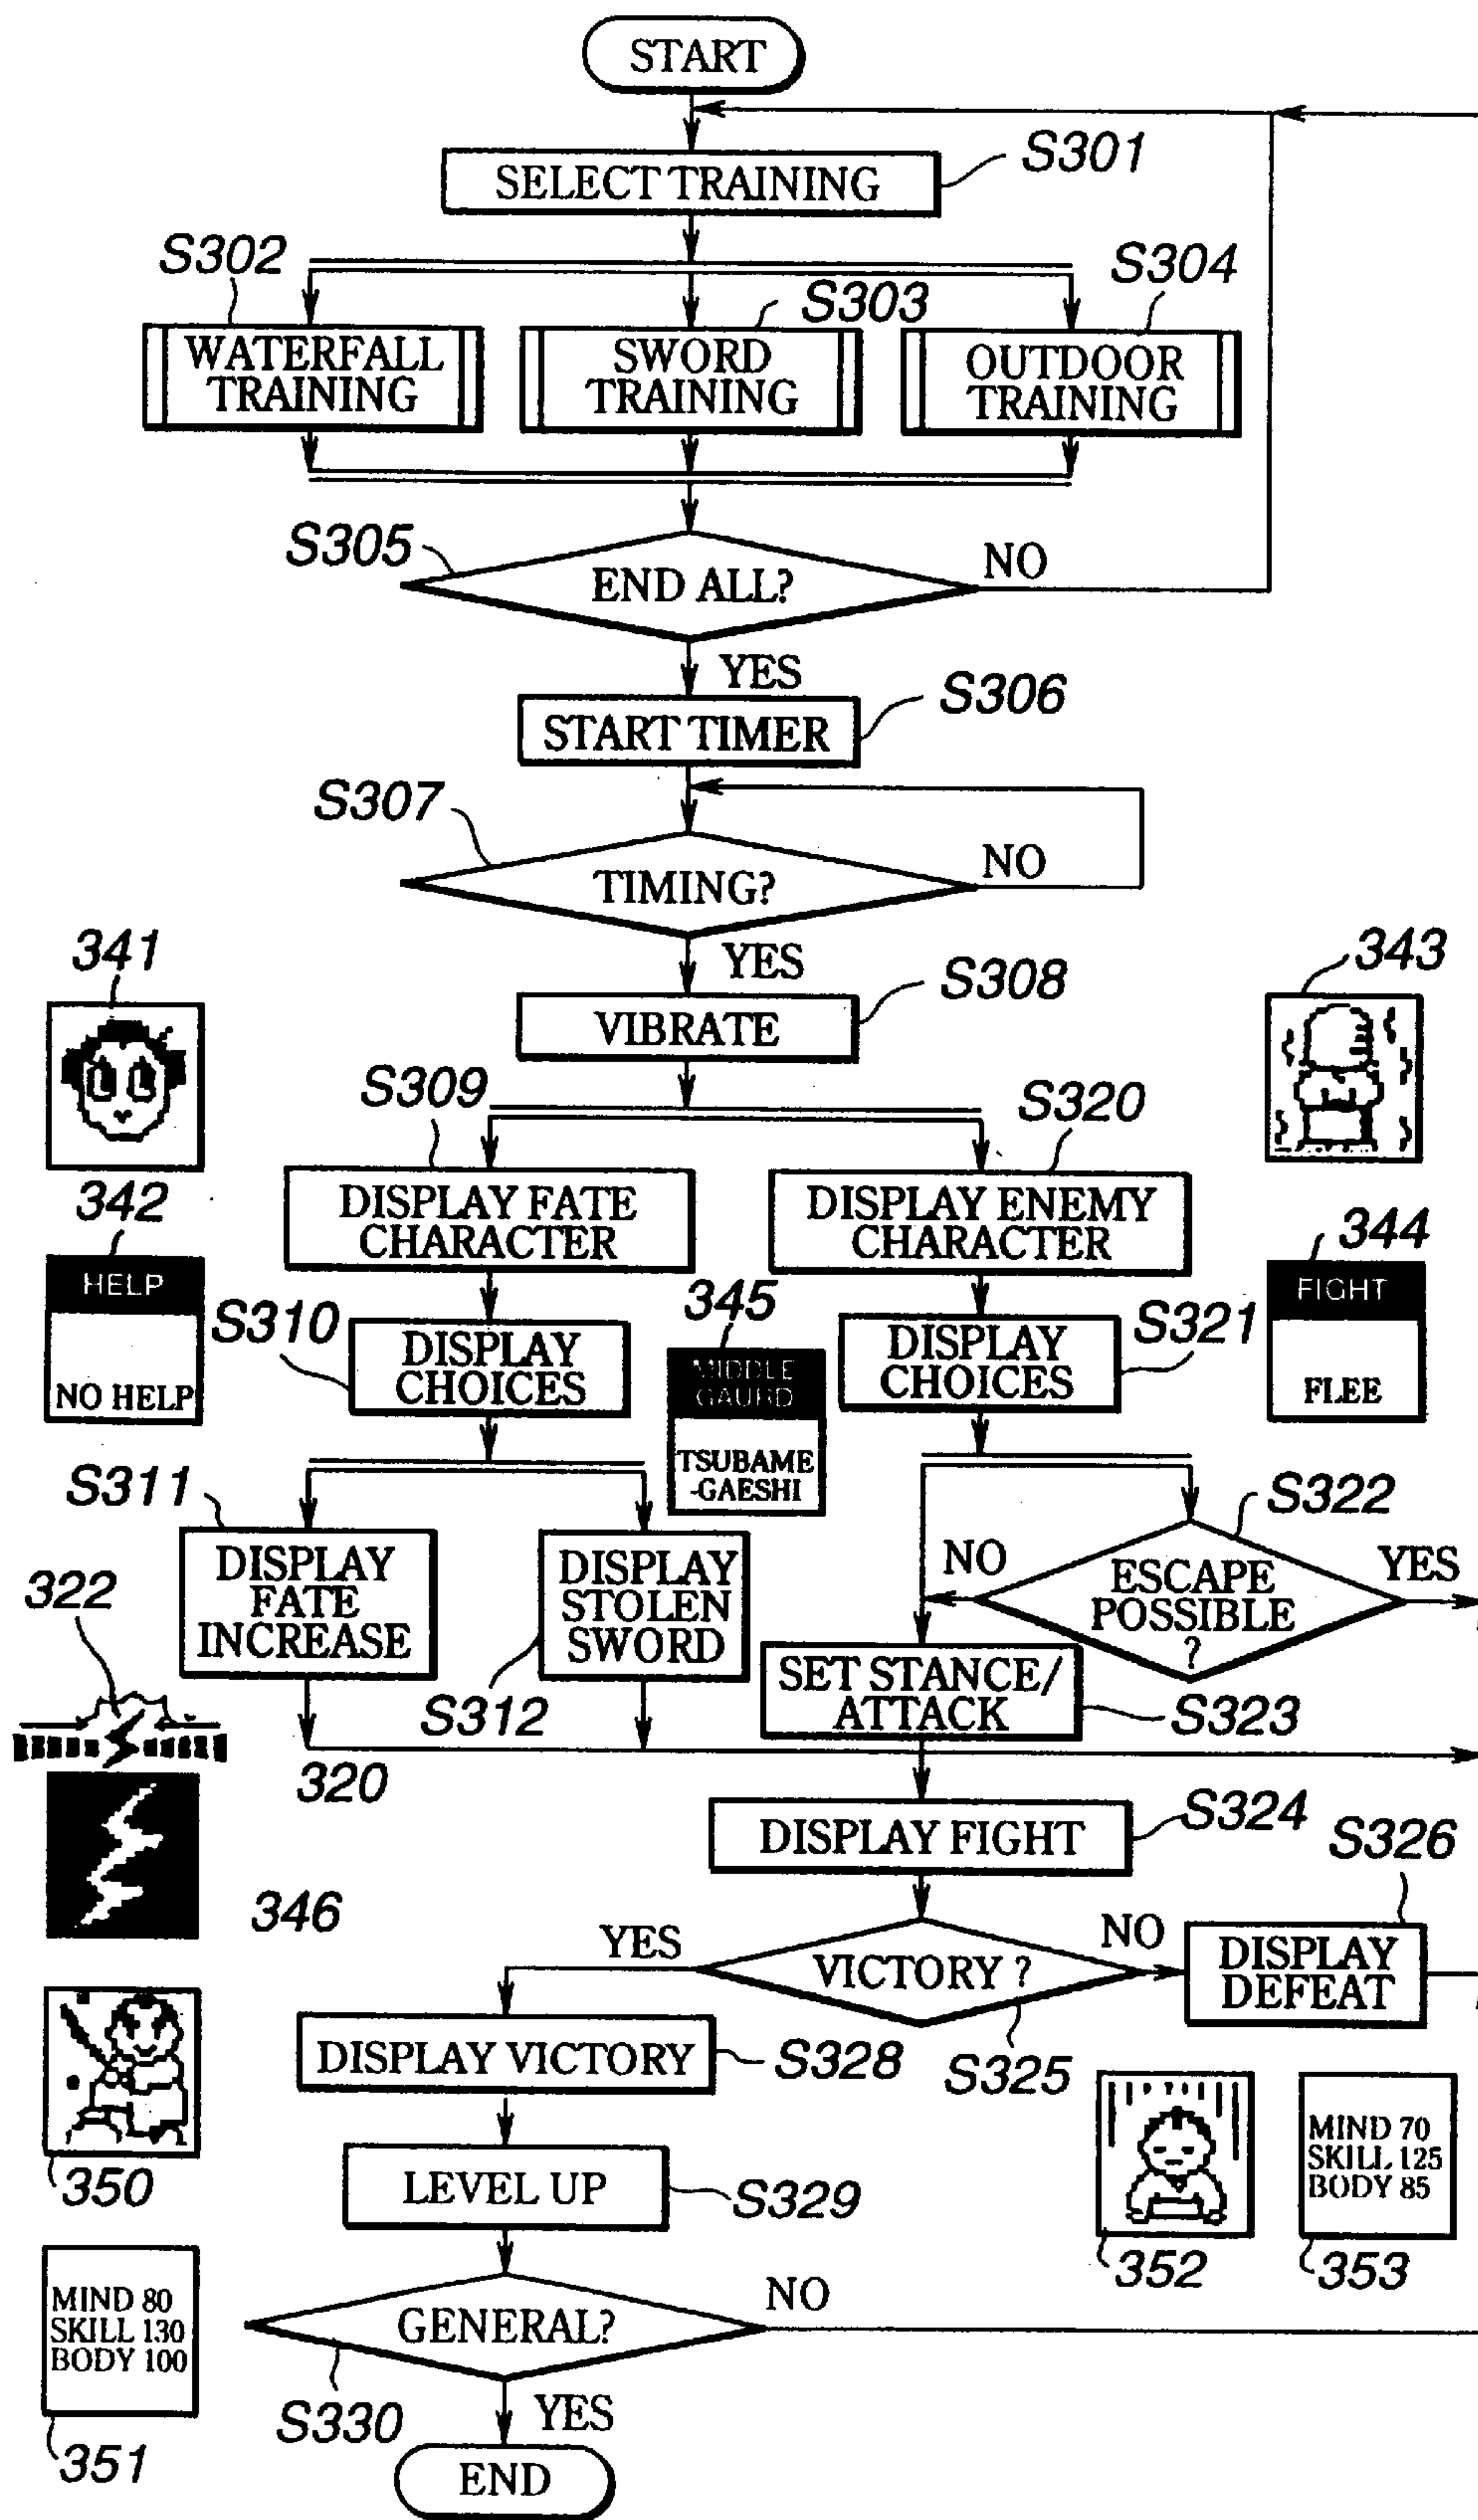 START
S301
SELECT TRAINING
S302
S304
S303
WATERFALL
TRAINING
SWORD
TRAINING
OUTDOOR
TRAINING
S305
END ALL?
NO
YES
S306
START TIMER
S307
TIMING?
NO
341
YES
S308
343
VIBRATE
S309
S320
342
DISPLAY FATE
CHARACTER
DISPLAY ENEMY
CHARACTER
344
HELP
NO HELP
S310
DISPLAY
CHOICES
345
MIDDLE
GAURD
TSUBAME
-GAESHI
DISPLAY
CHOICES
S321
FIGHT
FLEE
S311
S322
322
DISPLAY
FATE
INCREASE
DISPLAY
STOLEN
SWORD
NO
ESCAPE
POSSIBLE
?
YES
S312
SET STANCE/
ATTACK
S323
320
DISPLAY FIGHT
S324
S326
346
YES
VICTORY ?
NO
DISPLAY
DEFEAT
DISPLAY VICTORY
S328
S325
350
LEVEL UP
S329
352
MIND 70
SKILL 125
BODY 85
353
MIND 80
SKILL 130
BODY 100
351
GENERAL?
NO
S330
YES
END